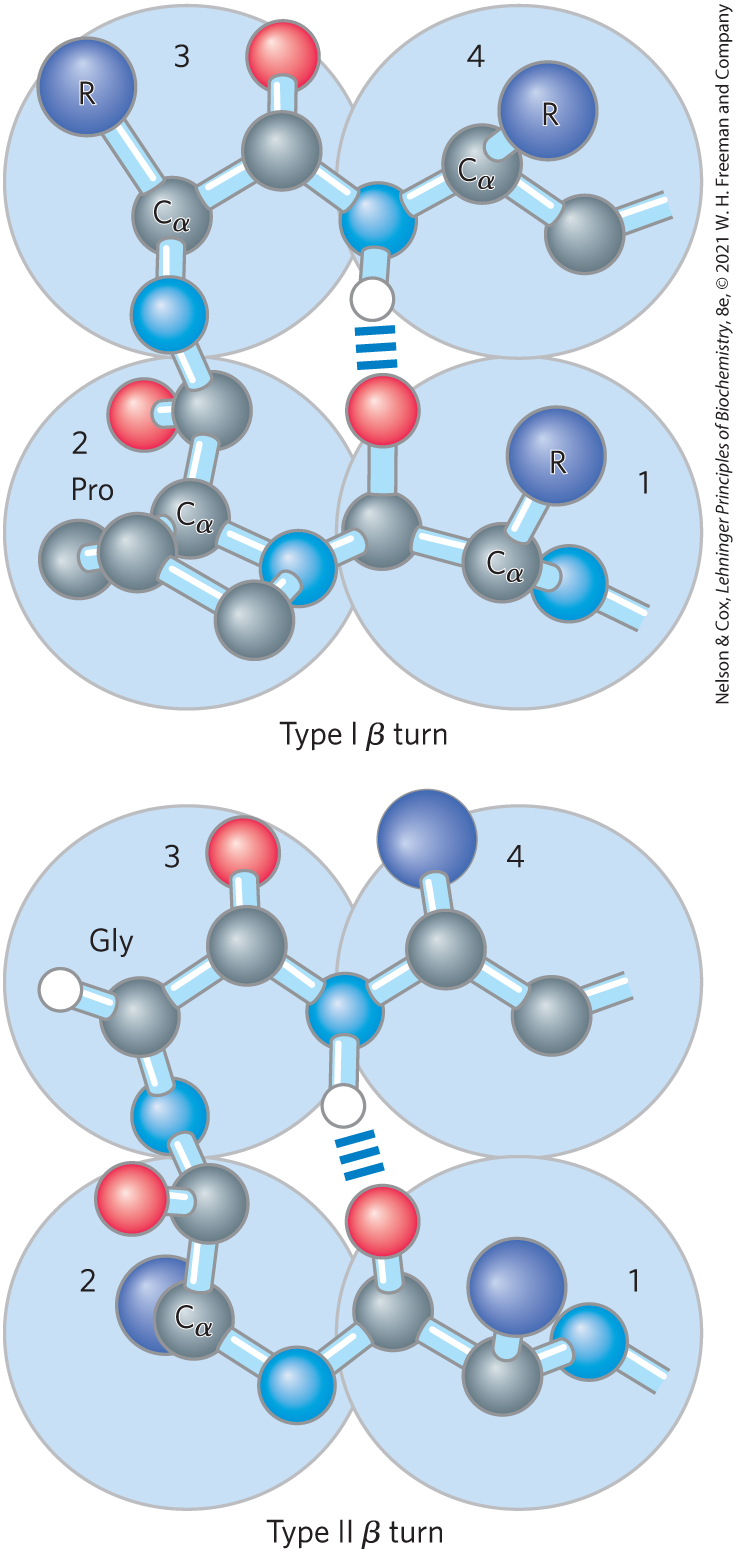 3
4
R
R
Cα
Cα
2
Pro
R
1
Cα
Cα
Type I β turn
3
4
Gly
2
1
Cα
Type II β turn
Nelson & Cox, Lehninger Principles of Biochemistry, 8e, © 2021 W. H. Freeman and Company